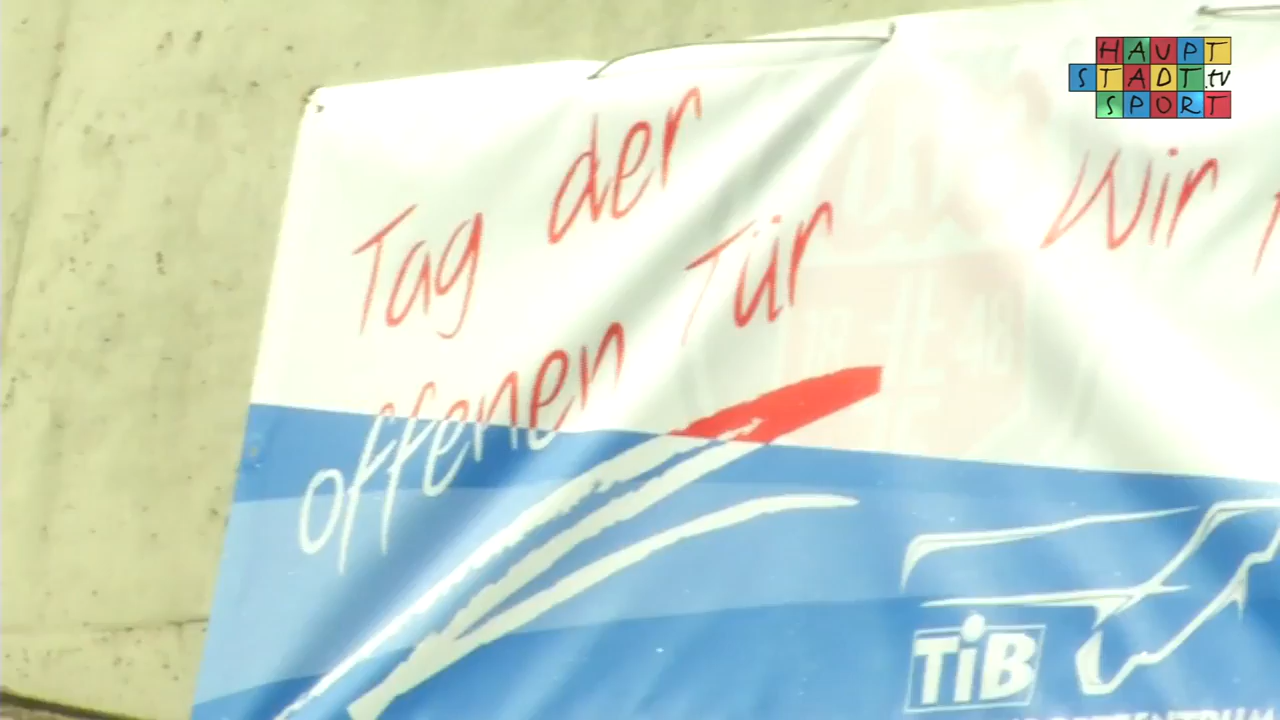 HAUPT
STADT.tv
SPORT
Tag der
offenen Tür
Wir
TiB